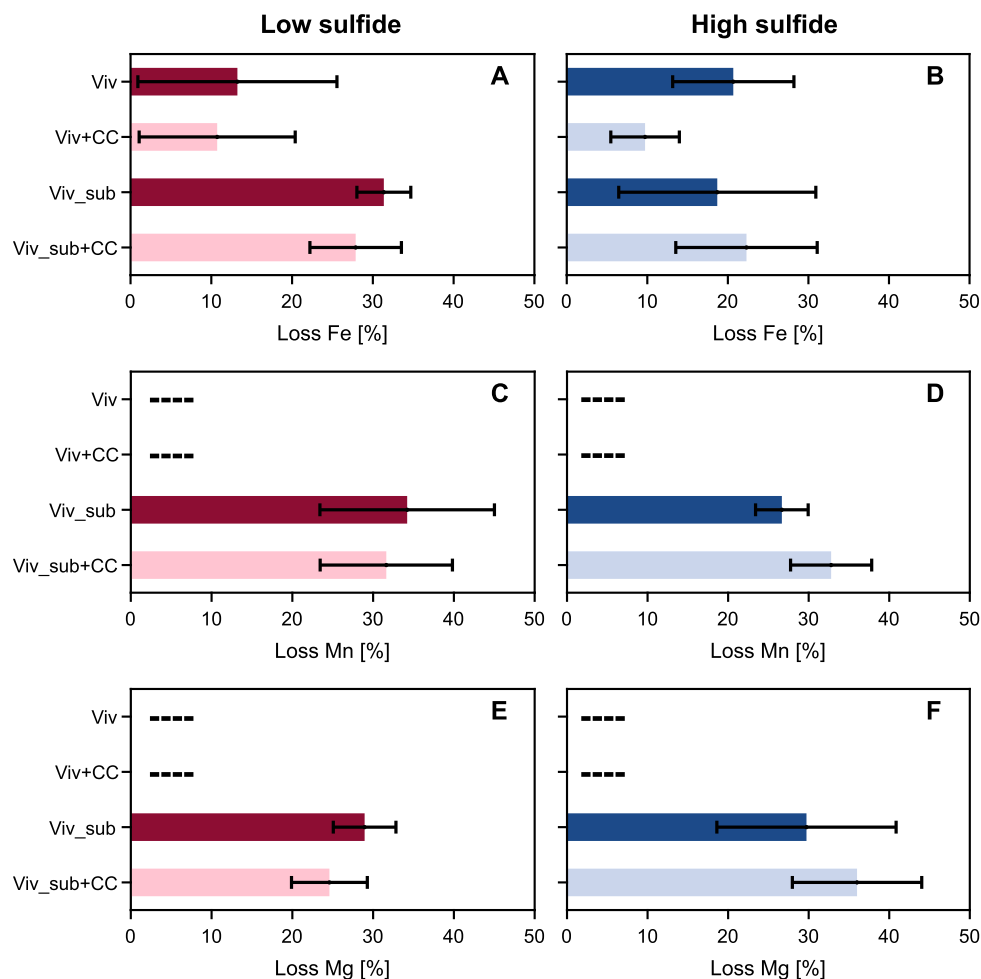 Low sulfide High sulfide
Viv A B
Viv+CC
Viv_sub
Viv_sub+CC
0 10 20 30 40 50 0 10 20 30 40 50
Loss Fe [%] Loss Fe [%]
Viv C D
Viv+CC
Viv_sub
Viv_sub+CC
0 10 20 30 40 50 0 10 20 30 40 50
Loss Mn [%] Loss Mn [%]
Viv E F
Viv+CC
Viv_sub
Viv_sub+CC
0 10 20 30 40 50 0 10 20 30 40 50
Loss Mg [%] Loss Mg [%]